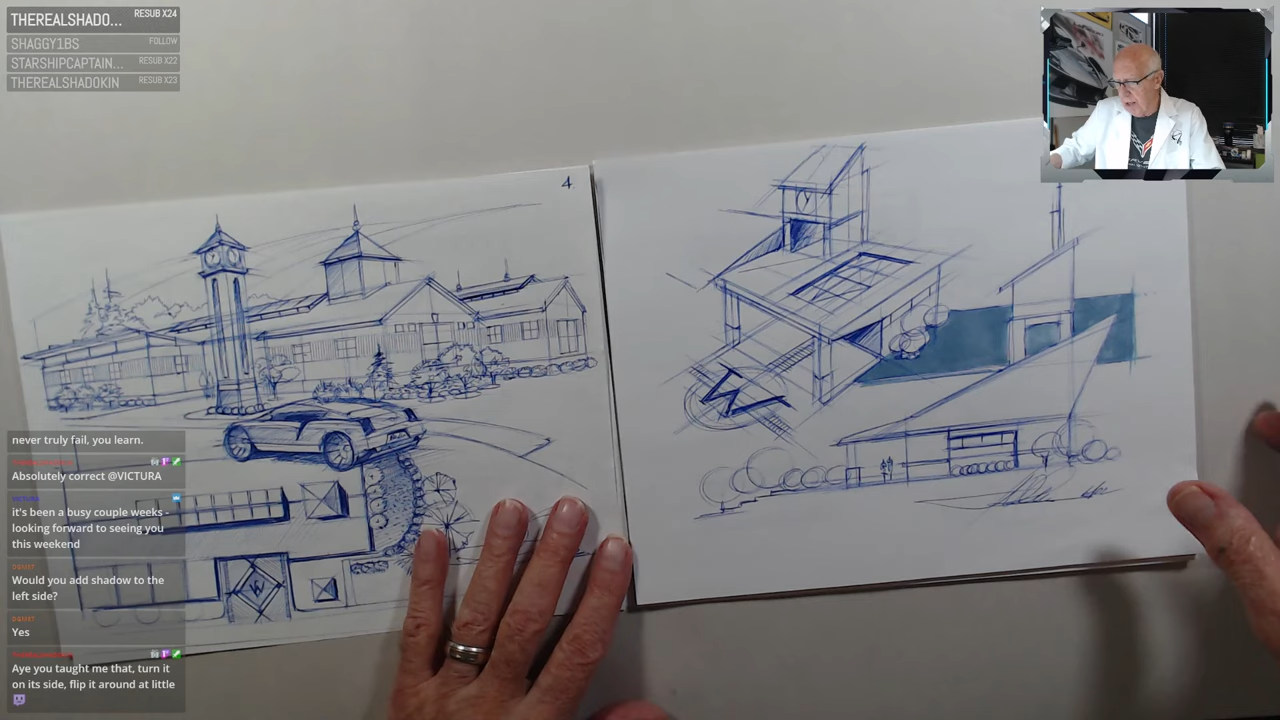 THEREALSHADO... RESUB X24
SHAGGY1BS FOLLOW
STARSHIPCAPTAIN... RESUB X22
THEREALSHADOKIN RESUB X23
4
W
W
never truly fail, you learn.
Absolutely correct @VICTURA
VICTURA
it's been a busy couple weeks -
looking forward to seeing you
this weekend
Would you add shadow to the
left side?
Yes
Aye you taught me that, turn it
on its side, flip it around at little